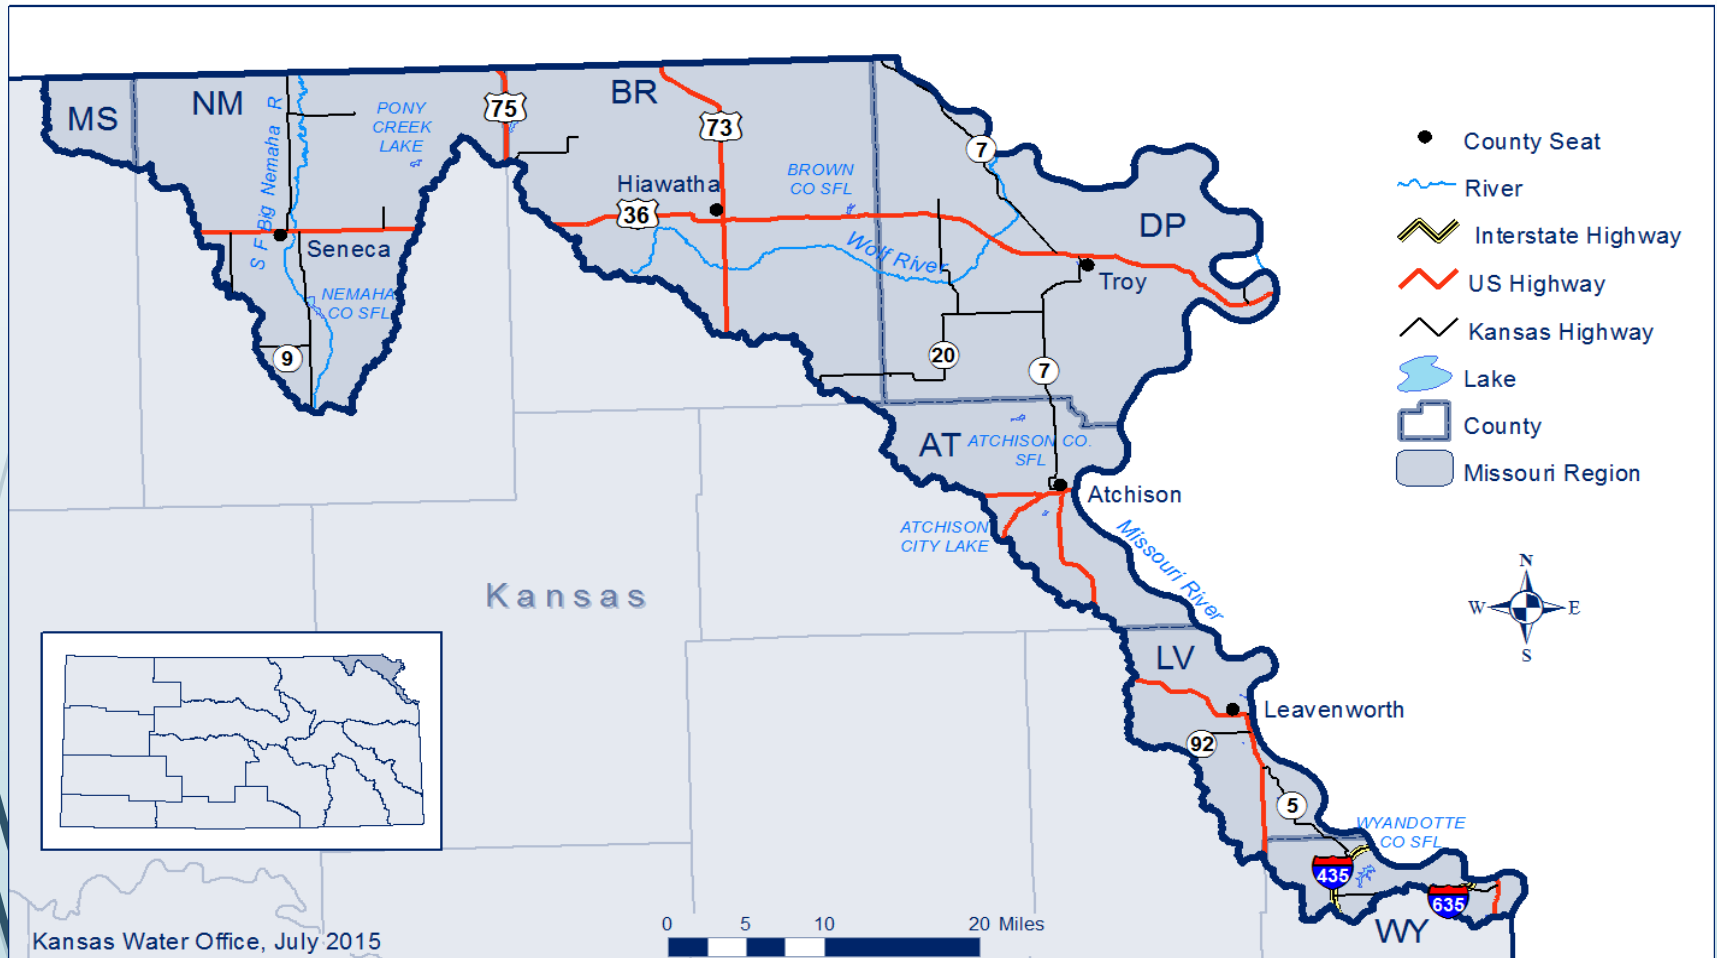 MS
NM
S F Big Nemaha R
PONY
CREEK
LAKE
75
BR
73
7
Hiawatha
36
BROWN
CO SFL
DP
Seneca
Wolf River
Troy
NEMAHA
CO SFL
9
20
7
AT
ATCHISON CO.
SFL
Atchison
ATCHISON
CITY LAKE
Missouri River
Kansas
LV
Leavenworth
92
5
WYANDOTTE
CO SFL
435
635
WY
County Seat
River
Interstate Highway
US Highway
Kansas Highway
Lake
County
Missouri Region
N
W
E
S
0 5 10 20 Miles
Kansas Water Office, July 2015